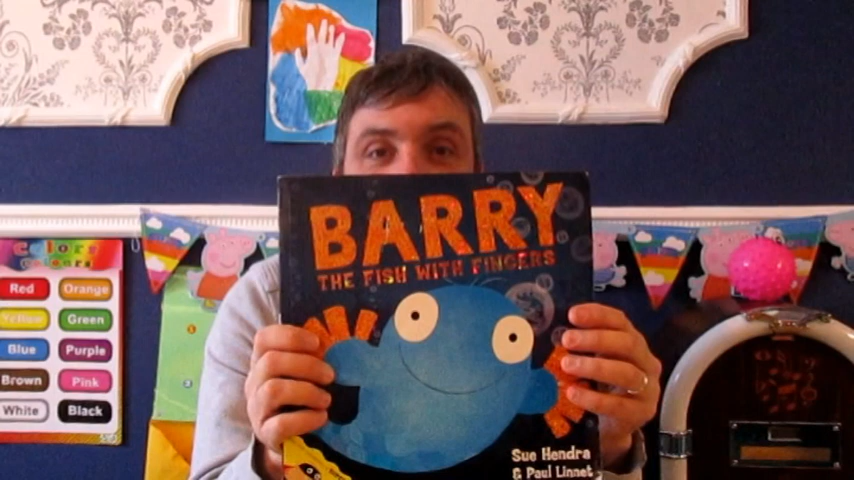 BARRY
THE FISH WITH FINGERS
Sue Hendra
& Paul Linnet
colors
colours
Red Orange
Yellow Green
Blue Purple
Brown Pink
White Black